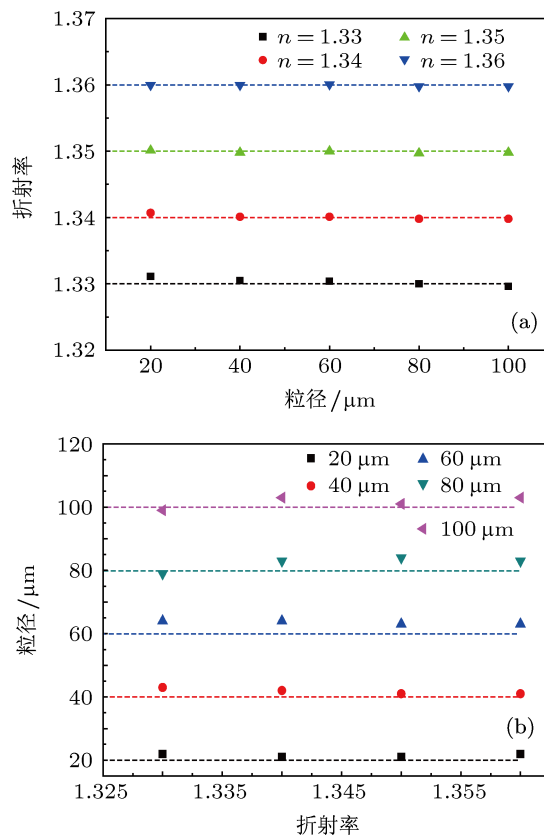 1.37
n = 1.33 n = 1.35
n = 1.34 n = 1.36
1.36
1.35
折射率
1.34
1.33
(a)
1.32
20 40 60 80 100
粒径/μm
120
20 μm 60 μm
40 μm 80 μm
100 μm
100
80
粒径/μm
60
40
(b)
20
1.325 1.335 1.345 1.355
折射率